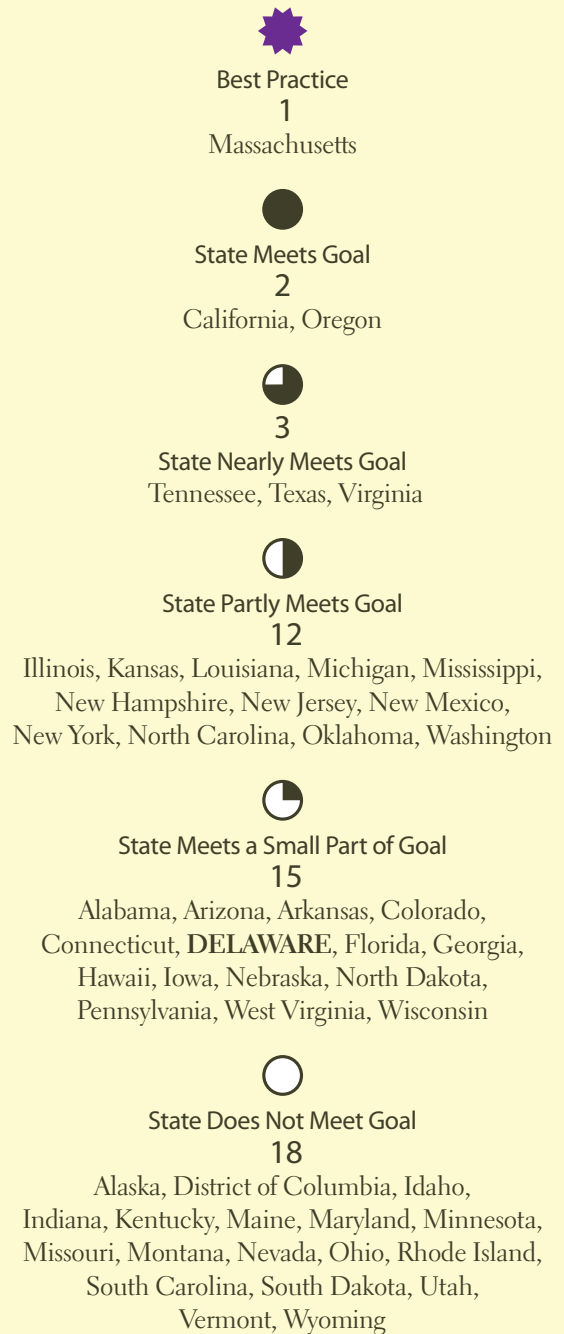 Best Practice
1
Massachusetts
State Meets Goal
2
California, Oregon
3
State Nearly Meets Goal
Tennessee, Texas, Virginia
State Partly Meets Goal
12
Illinois, Kansas, Louisiana, Michigan, Mississippi,
New Hampshire, New Jersey, New Mexico,
New York, North Carolina, Oklahoma, Washington
State Meets a Small Part of Goal
15
Alabama, Arizona, Arkansas, Colorado,
Connecticut, DELAWARE, Florida, Georgia,
Hawaii, Iowa, Nebraska, North Dakota,
Pennsylvania, West Virginia, Wisconsin
State Does Not Meet Goal
18
Alaska, District of Columbia, Idaho,
Indiana, Kentucky, Maine, Maryland, Minnesota,
Missouri, Montana, Nevada, Ohio, Rhode Island,
South Carolina, South Dakota, Utah,
Vermont, Wyoming